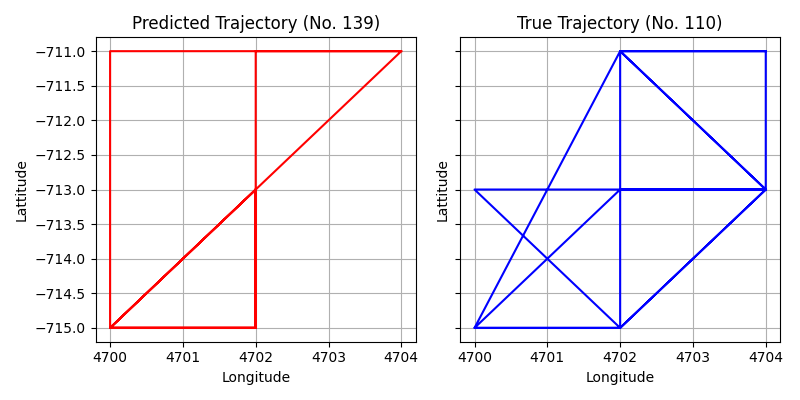 Predicted Trajectory (No. 139)
True Trajectory (No. 110)
−711.0
−711.5
−712.0
−712.5
−713.0
−713.5
−714.0
−714.5
−715.0
Lattitude
Lattitude
4700 4701 4702 4703 4704
4700 4701 4702 4703 4704
Longitude
Longitude